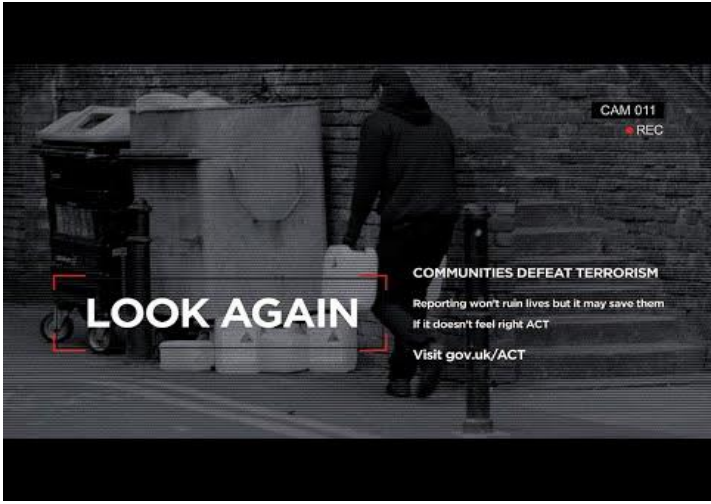 CAM 011
REC
COMMUNITIES DEFEAT TERRORISM
LOOK AGAIN
Reporting won't ruin lives but it may save them
If it doesn't feel right ACT
Visit gov.uk/ACT